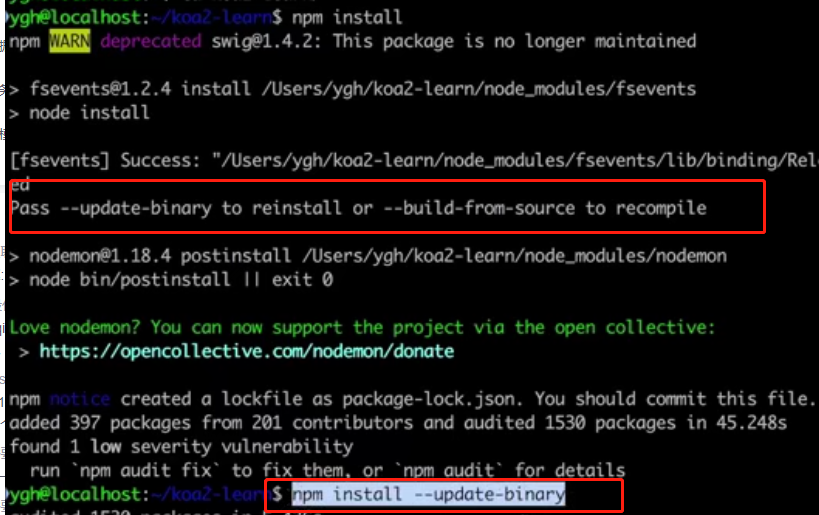 ygh@localhost:~/koa2-learn$ npm install
npm WARN deprecated swig@1.4.2: This package is no longer maintained
> fsevents@1.2.4 install /Users/ygh/koa2-learn/node_modules/fsevents
> node install
[fsevents] Success: "/Users/ygh/koa2-learn/node_modules/fsevents/lib/binding/Rel
ed
Pass --update-binary to reinstall or --build-from-source to recompile
> nodemon@1.18.4 postinstall /Users/ygh/koa2-learn/node_modules/nodemon
> node bin/postinstall || exit 0
Love nodemon? You can now support the project via the open collective:
> https://opencollective.com/nodemon/donate
npm notice created a lockfile as package-lock.json. You should commit this file.
added 397 packages from 201 contributors and audited 1530 packages in 45.248s
found 1 low severity vulnerability
run `npm audit fix` to fix them, or `npm audit` for details
ygh@localhost:~/koa2-learn$ npm install --update-binary
audited 1530 packages in